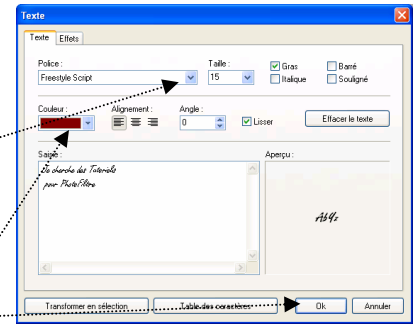 Texte
Texte Effets
Police : Taille :
Freestyle Script 15 Gras Barré
Italique Souligné
Couleur : Alignement : Angle :
0 Lisser Effacer le texte
Saisie : Aperçu :
Je cherche des Tutoriels
pour PhotoFiltre
AbYz
Transformer en sélection Table des caractères Ok Annuler